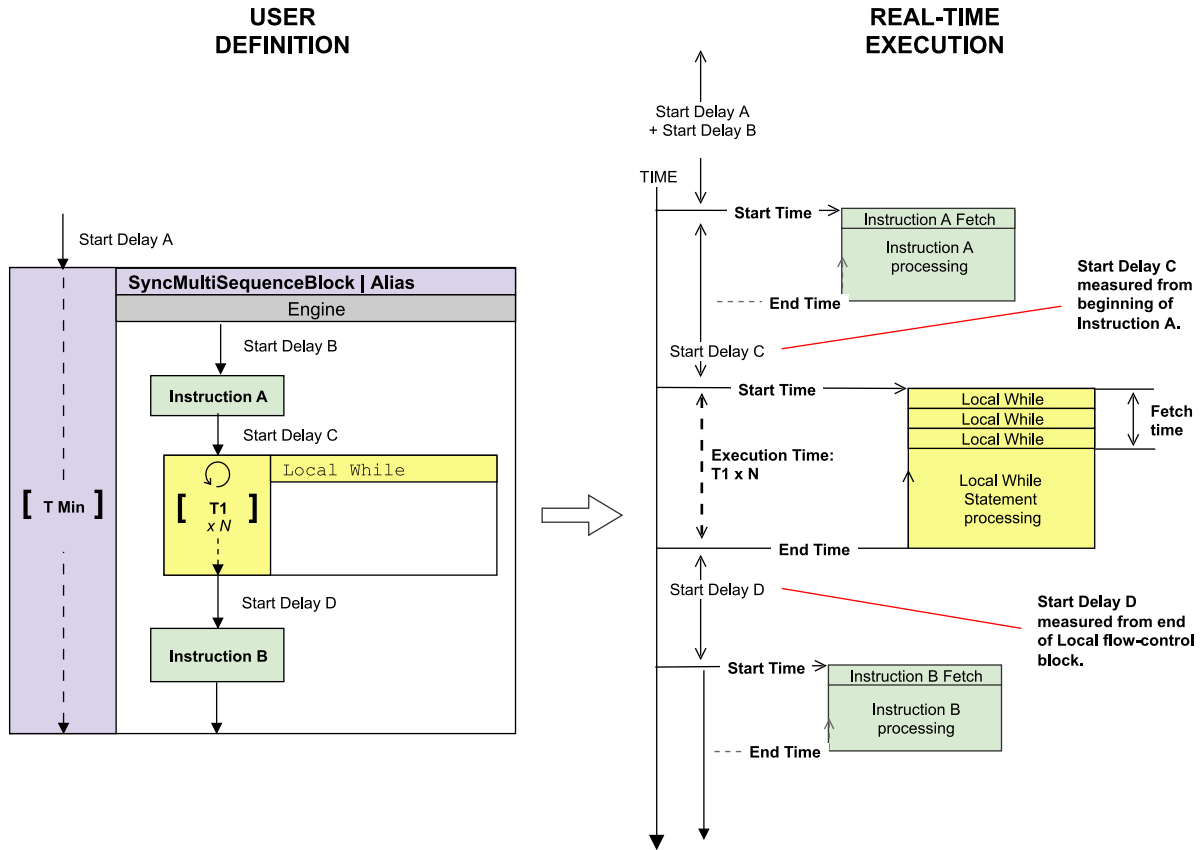 USER
DEFINITION
Start Delay A
SyncMultiSequenceBlock | Alias
Engine
Start Delay B
Instruction A
Start Delay C
Local While
[ T Min ]
[ T1 ]
x N
Start Delay D
Instruction B
REAL-TIME
EXECUTION
Start Delay A
+ Start Delay B
TIME
Start Time
Instruction A Fetch
Instruction A
processing
End Time
Start Delay C
measured from
beginning of
Instruction A.
Start Delay C
Start Time
Local While
Local While
Local While
Fetch
time
Execution Time:
T1 x N
Local While
Statement
processing
End Time
Start Delay D
Start Delay D
measured from end
of Local flow-control
block.
Start Time
Instruction B Fetch
Instruction B
processing
End Time